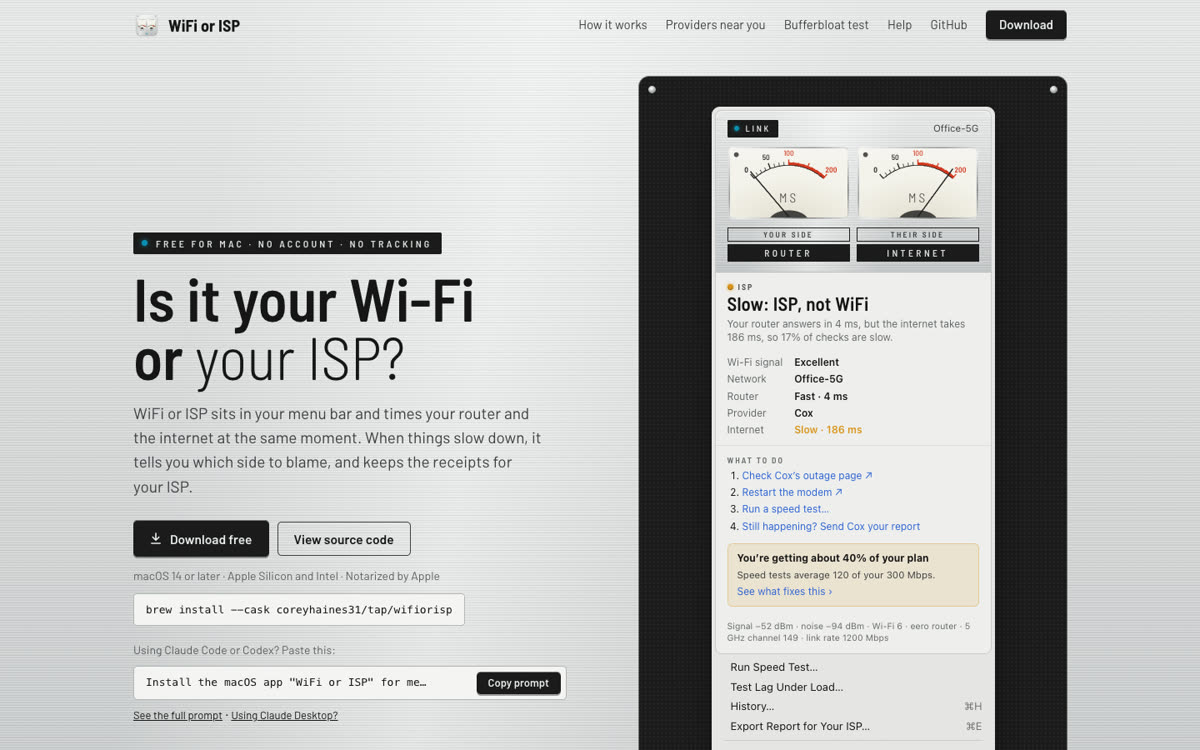 WiFi or ISP
How it works
Providers near you
Bufferbloat test
Help
GitHub
Download
FREE FOR MAC · NO ACCOUNT · NO TRACKING
Is it your Wi-Fi
or your ISP?
WiFi or ISP sits in your menu bar and times your router and
the internet at the same moment. When things slow down, it
tells you which side to blame, and keeps the receipts for
your ISP.
Download free
View source code
macOS 14 or later · Apple Silicon and Intel · Notarized by Apple
brew install --cask coreyhaines31/tap/wifiorisp
Using Claude Code or Codex? Paste this:
Install the macOS app "WiFi or ISP" for me…
Copy prompt
See the full prompt · Using Claude Desktop?
LINK
Office-5G
0 50 100 200
MS
0 50 100 200
MS
YOUR SIDE
THEIR SIDE
ROUTER
INTERNET
ISP
Slow: ISP, not WiFi
Your router answers in 4 ms, but the internet takes
186 ms, so 17% of checks are slow.
Wi-Fi signal Excellent
Network Office-5G
Router Fast · 4 ms
Provider Cox
Internet Slow · 186 ms
WHAT TO DO
1. Check Cox's outage page ↗
2. Restart the modem ↗
3. Run a speed test…
4. Still happening? Send Cox your report
You're getting about 40% of your plan
Speed tests average 120 of your 300 Mbps.
See what fixes this ›
Signal −52 dBm · noise −94 dBm · Wi-Fi 6 · eero router · 5
GHz channel 149 · link rate 1200 Mbps
Run Speed Test…
Test Lag Under Load…
History… ⌘H
Export Report for Your ISP… ⌘E